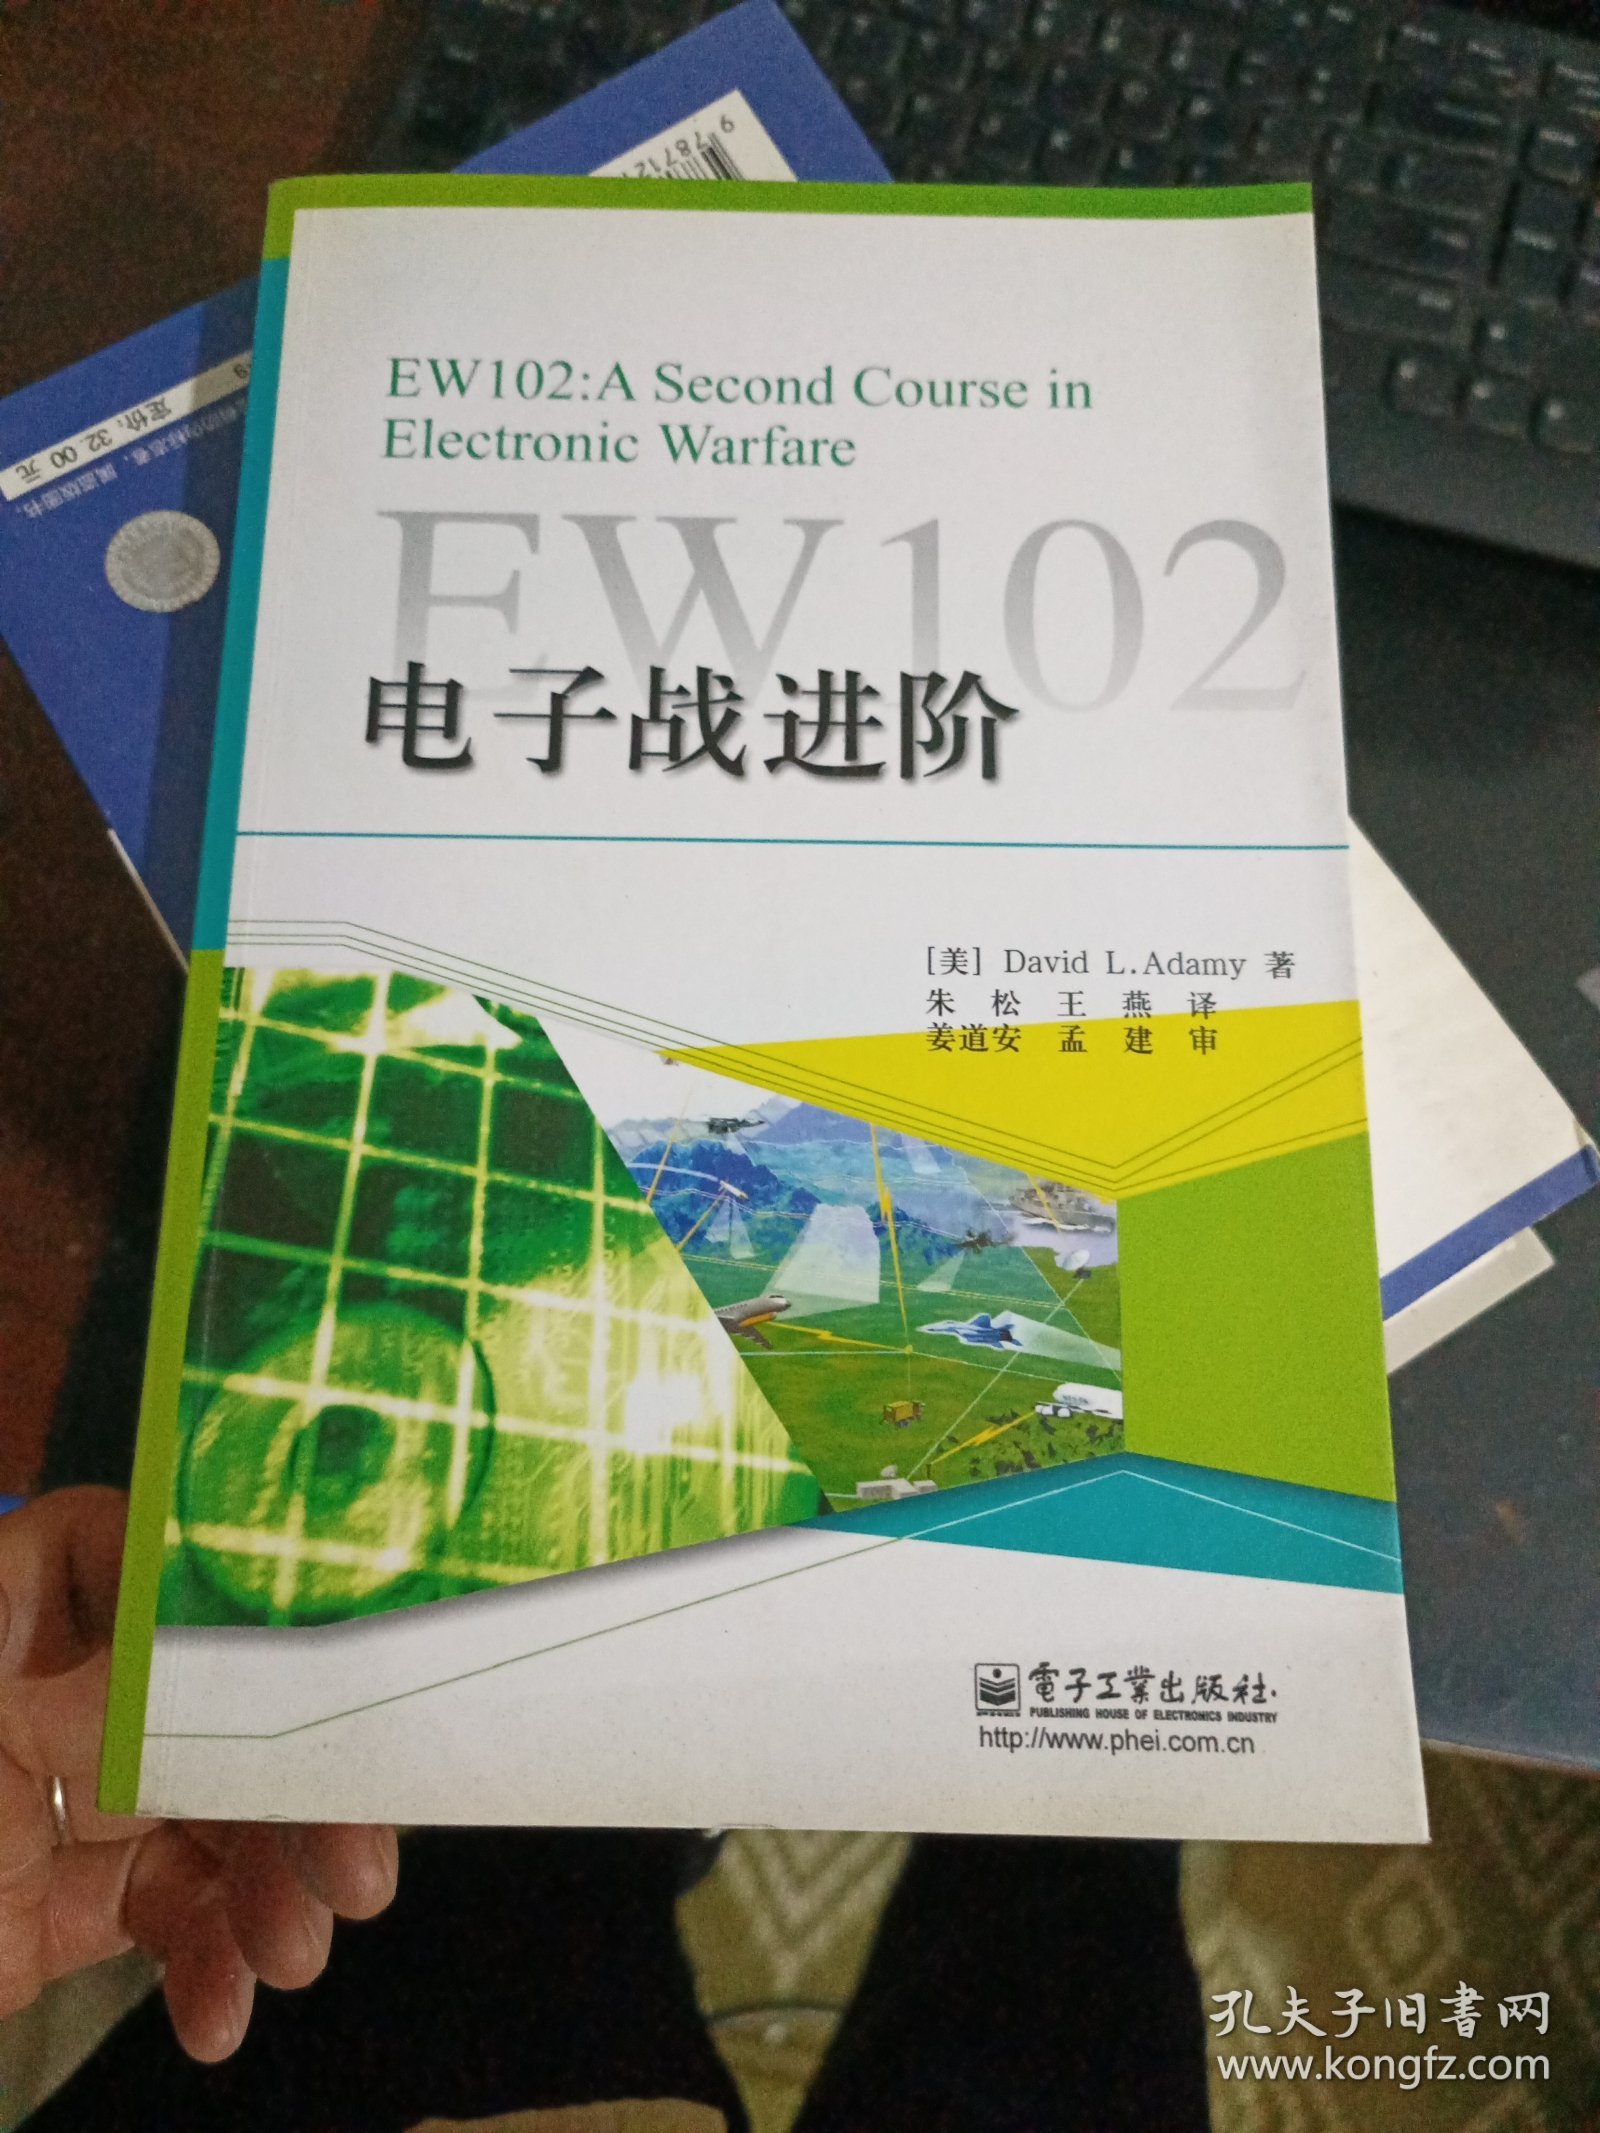 978712
EW102:A Second Course in
Electronic Warfare
EW102
电子战进阶
定价: 32.00 元
[美] David L.Adamy 著
朱 松 王 燕 译
姜道安 孟 建 审
電子工業出版社.
PUBLISHING HOUSE OF ELECTRONICS INDUSTRY
http://www.phei.com.cn
孔夫子旧書网
www.kongfz.com